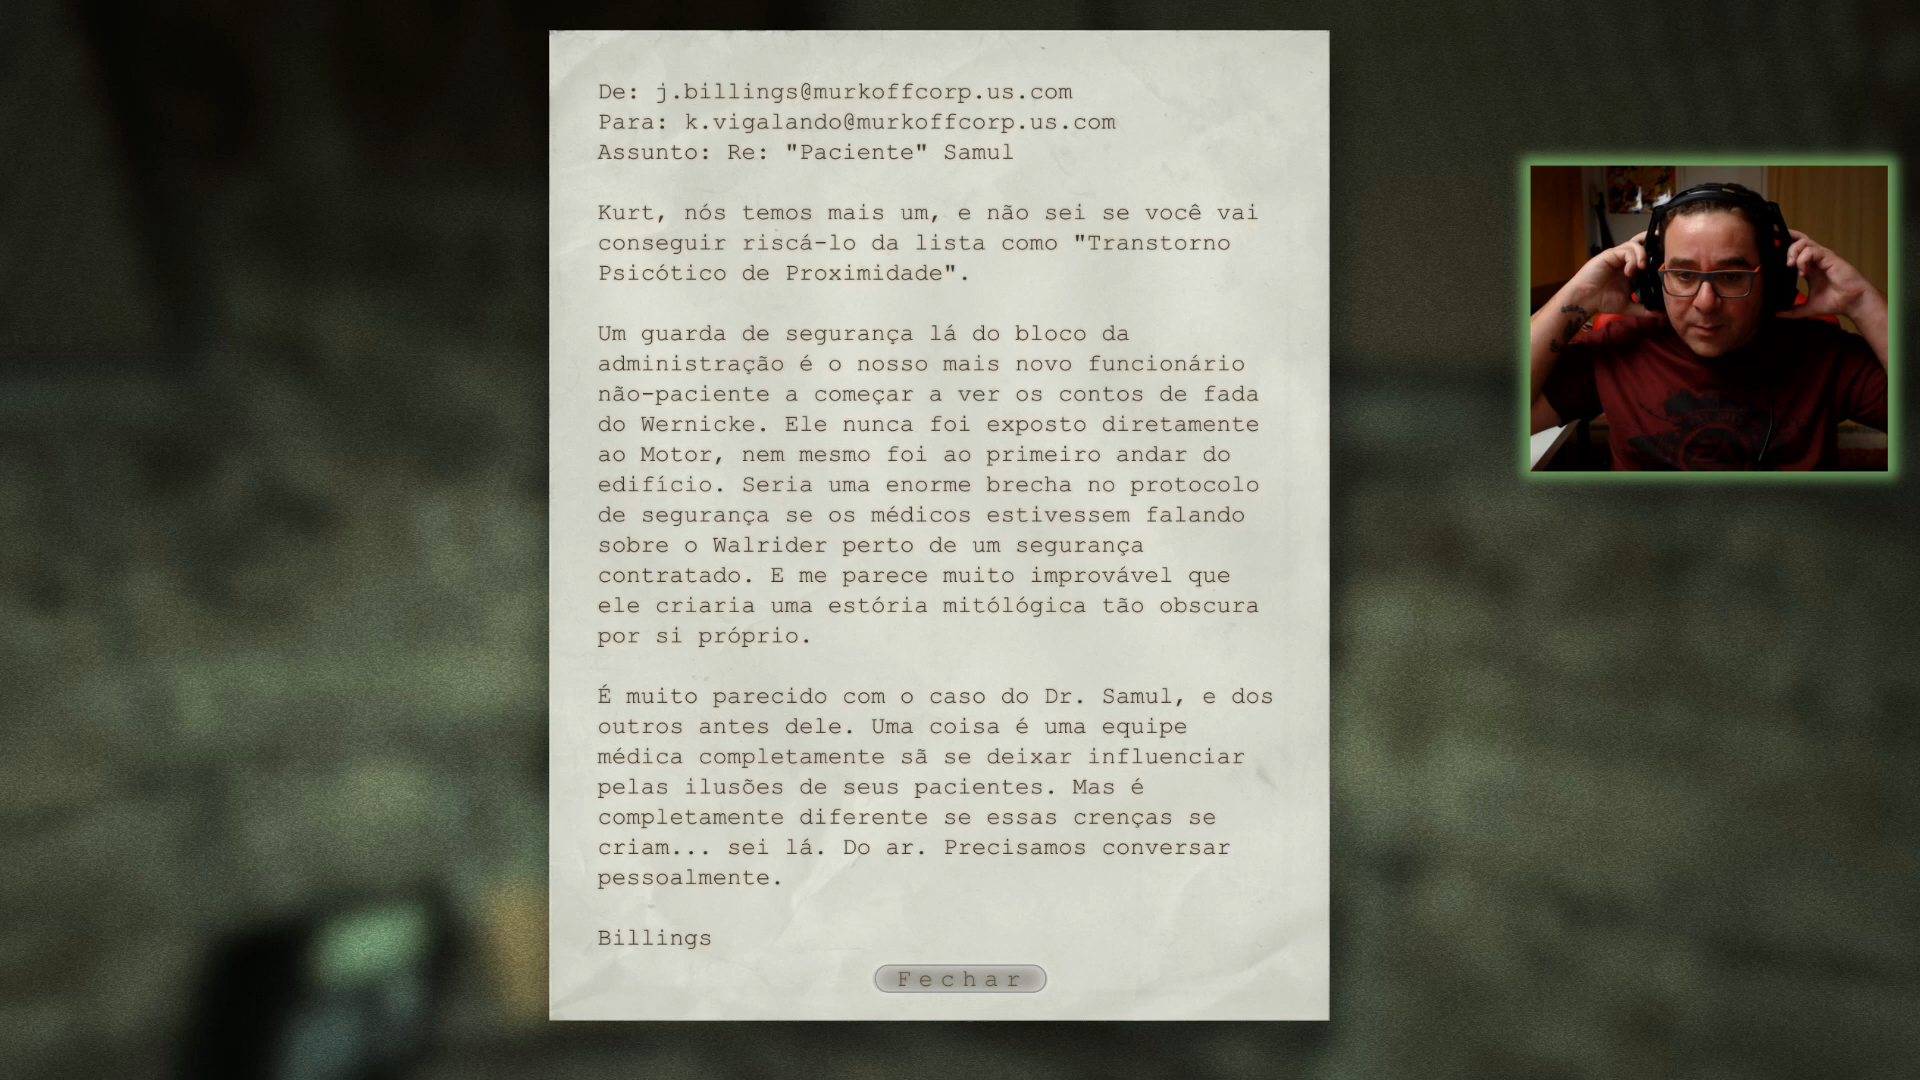 De: j.billings@murkoffcorp.us.com
Para: k.vigalando@murkoffcorp.us.com
Assunto: Re: "Paciente" Samul
Kurt, nós temos mais um, e não sei se você vai
conseguir riscá-lo da lista como "Transtorno
Psicótico de Proximidade".
Um guarda de segurança lá do bloco da
administração é o nosso mais novo funcionário
não-paciente a começar a ver os contos de fada
do Wernicke. Ele nunca foi exposto diretamente
ao Motor, nem mesmo foi ao primeiro andar do
edifício. Seria uma enorme brecha no protocolo
de segurança se os médicos estivessem falando
sobre o Walrider perto de um segurança
contratado. E me parece muito improvável que
ele criaria uma estória mitólógica tão obscura
por si próprio.
É muito parecido com o caso do Dr. Samul, e dos
outros antes dele. Uma coisa é uma equipe
médica completamente sã se deixar influenciar
pelas ilusões de seus pacientes. Mas é
completamente diferente se essas crenças se
criam... sei lá. Do ar. Precisamos conversar
pessoalmente.
Billings
Fechar